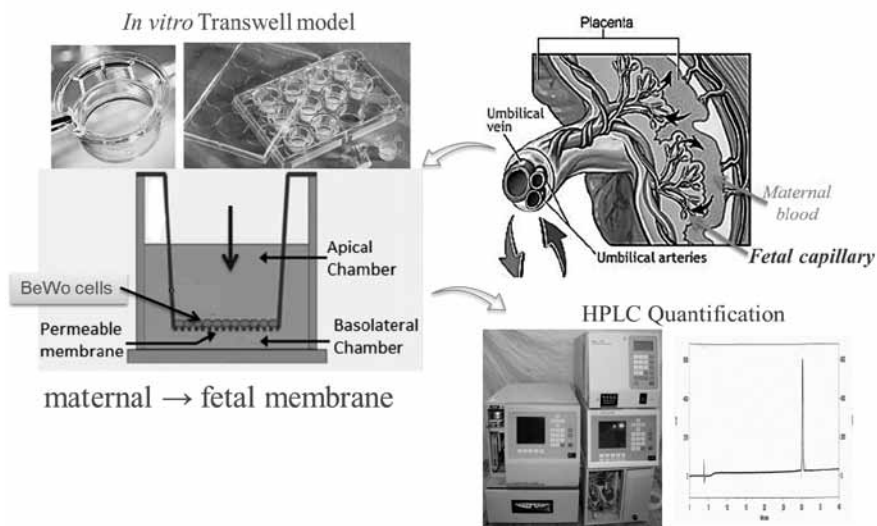 In vitro Transwell model
Placenta
Umbilical
vein
Maternal
blood
Umbilical arteries
Fetal capillary
Apical
Chamber
BeWo cells
Permeable
membrane
Basolateral
Chamber
maternal → fetal membrane
HPLC Quantification